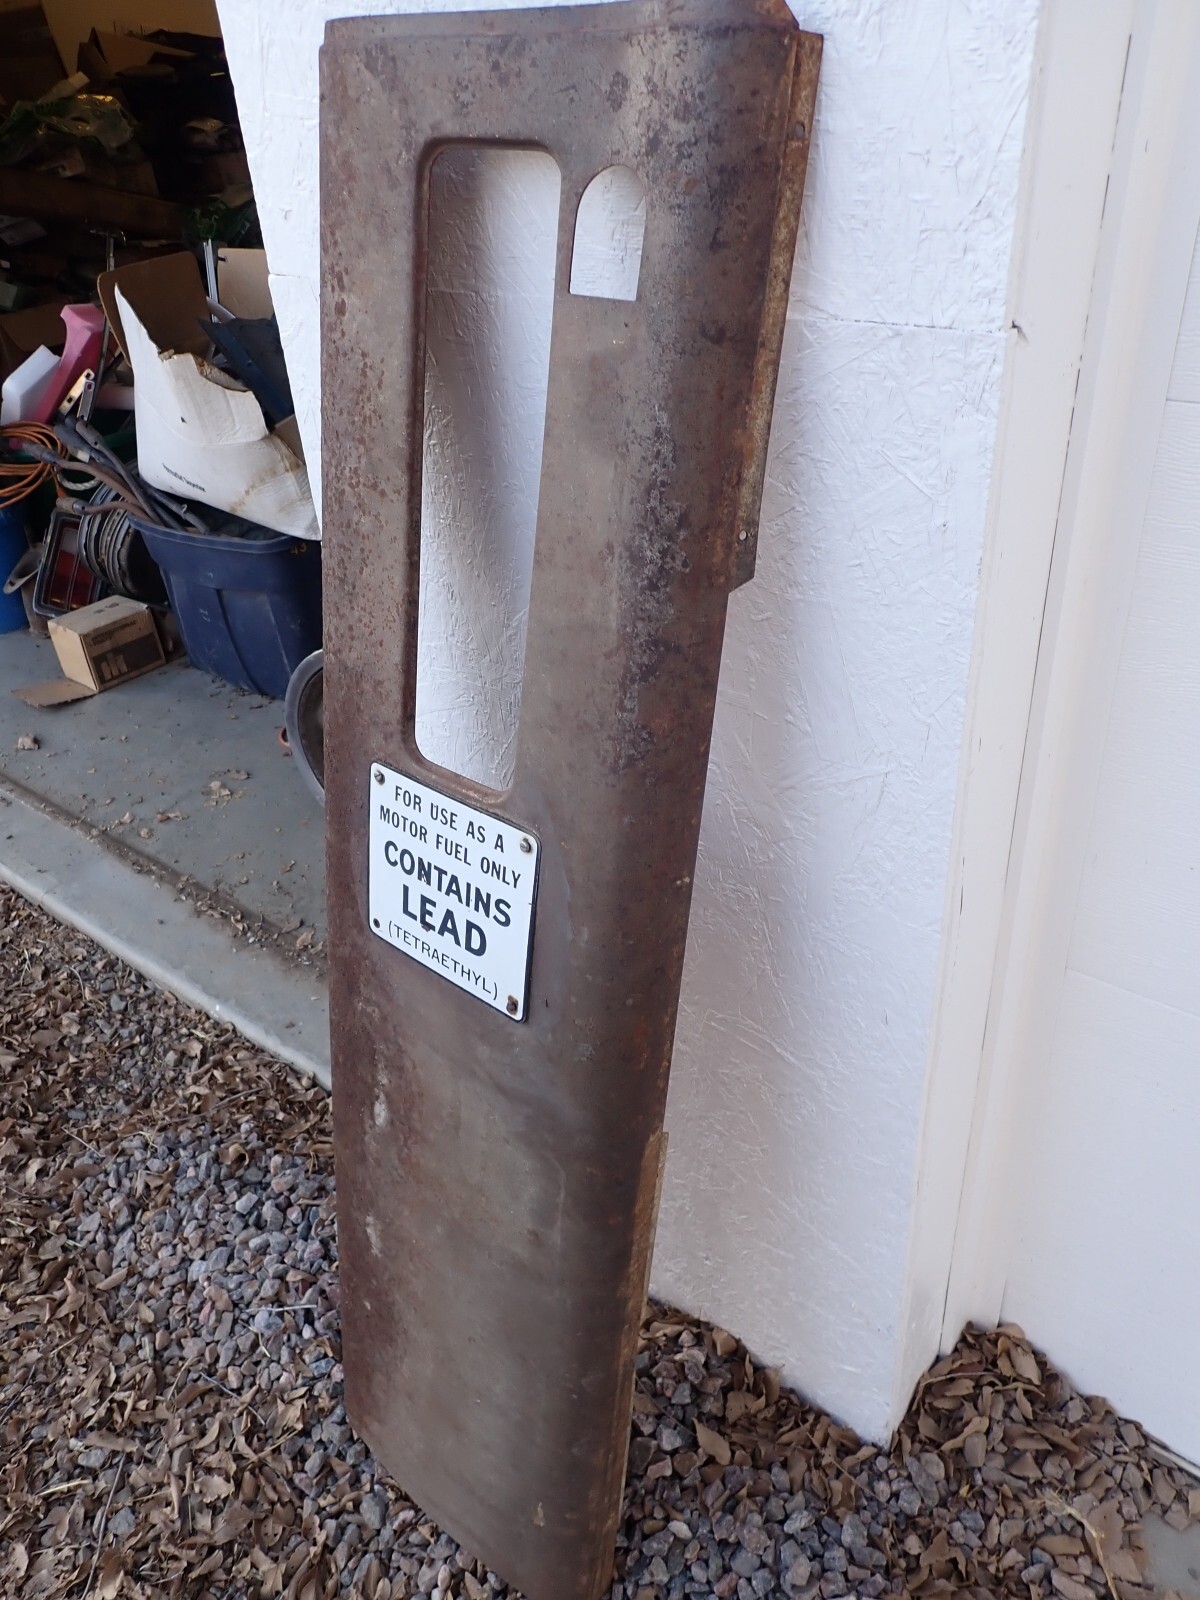 FOR USE AS A
MOTOR FUEL ONLY
CONTAINS
LEAD
(TETRAETHYL)